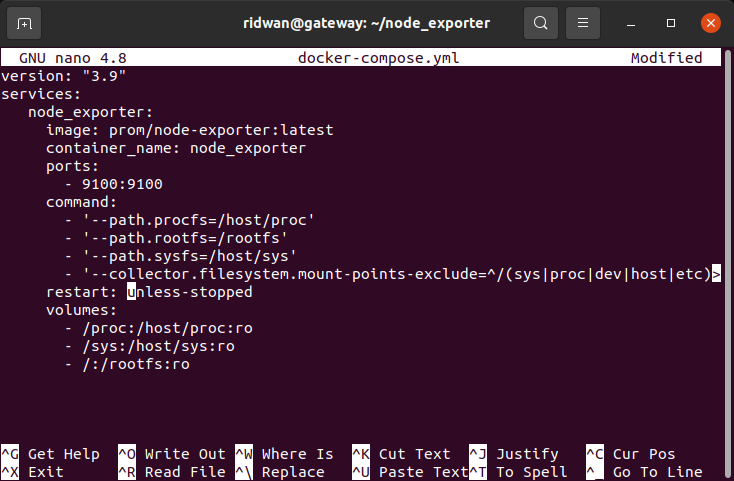 ridwan@gateway: ~/node_exporter
GNU nano 4.8 docker-compose.yml Modified
version: "3.9"
services:
   node_exporter:
     image: prom/node-exporter:latest
     container_name: node_exporter
     ports:
       - 9100:9100
     command:
       - '--path.procfs=/host/proc'
       - '--path.rootfs=/rootfs'
       - '--path.sysfs=/host/sys'
       - '--collector.filesystem.mount-points-exclude=^/(sys|proc|dev|host|etc)>
     restart: unless-stopped
     volumes:
       - /proc:/host/proc:ro
       - /sys:/host/sys:ro
       - /:/rootfs:ro
^G Get Help ^O Write Out ^W Where Is ^K Cut Text ^J Justify ^C Cur Pos
^X Exit ^R Read File ^\ Replace ^U Paste Text ^T To Spell ^_ Go To Line